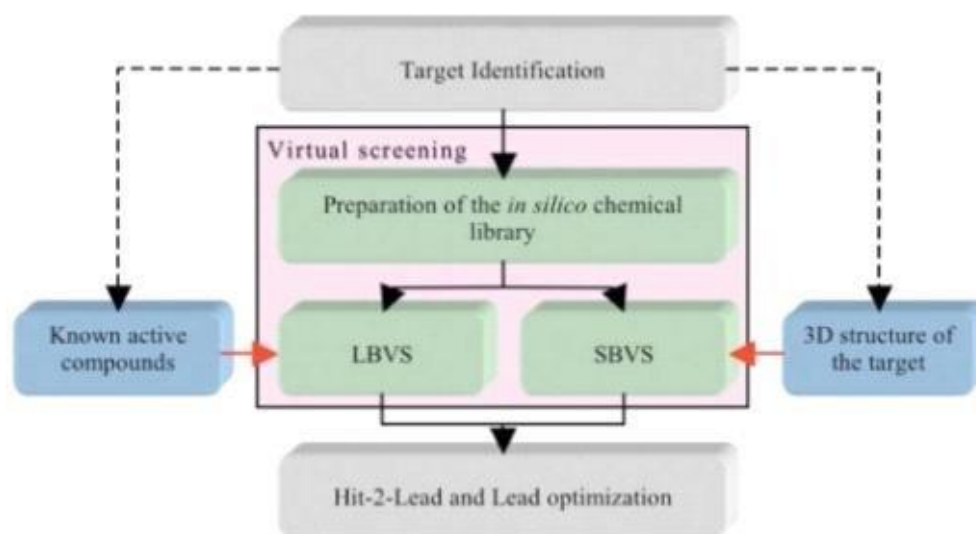 Target Identification
Virtual screening
Preparation of the in silico chemical
library
Known active
compounds
LBVS
SBVS
3D structure of
the target
Hit-2-Lead and Lead optimization